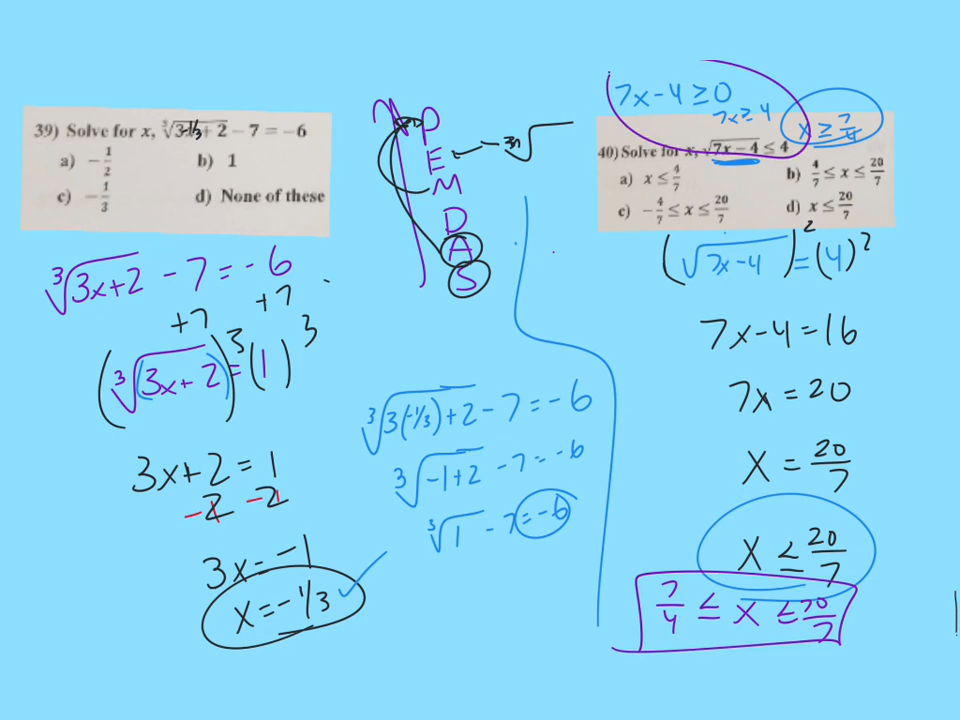 39) Solve for x, ∛3x + 2 − 7 = −6
-1/3
a) −1/2
b) 1
c) −1/3
d) None of these
∛3x+2 − 7 = −6
+7 +7
(∛(3x+2))³ = (1)³
3x+2 = 1
−2 −2
3x = −1
x = −1/3
P
E
M
D
A
S
3√
∛3(-1/3)+2 − 7 = −6
∛−1+2 − 7 = −6
∛1 − 7 = −6
7x−4 ≥ 0
7x ≥ 4
x ≥ 7/4
40) Solve for x, √7x − 4 ≤ 4
a) x ≤ 4/7
b) 4/7 ≤ x ≤ 20/7
c) −4/7 ≤ x ≤ 20/7
d) x ≤ 20/7
(√7x−4)² = (4)²
7x−4 = 16
7x = 20
x = 20/7
x ≤ 20/7
7/4 ≤ x ≤ 20/7